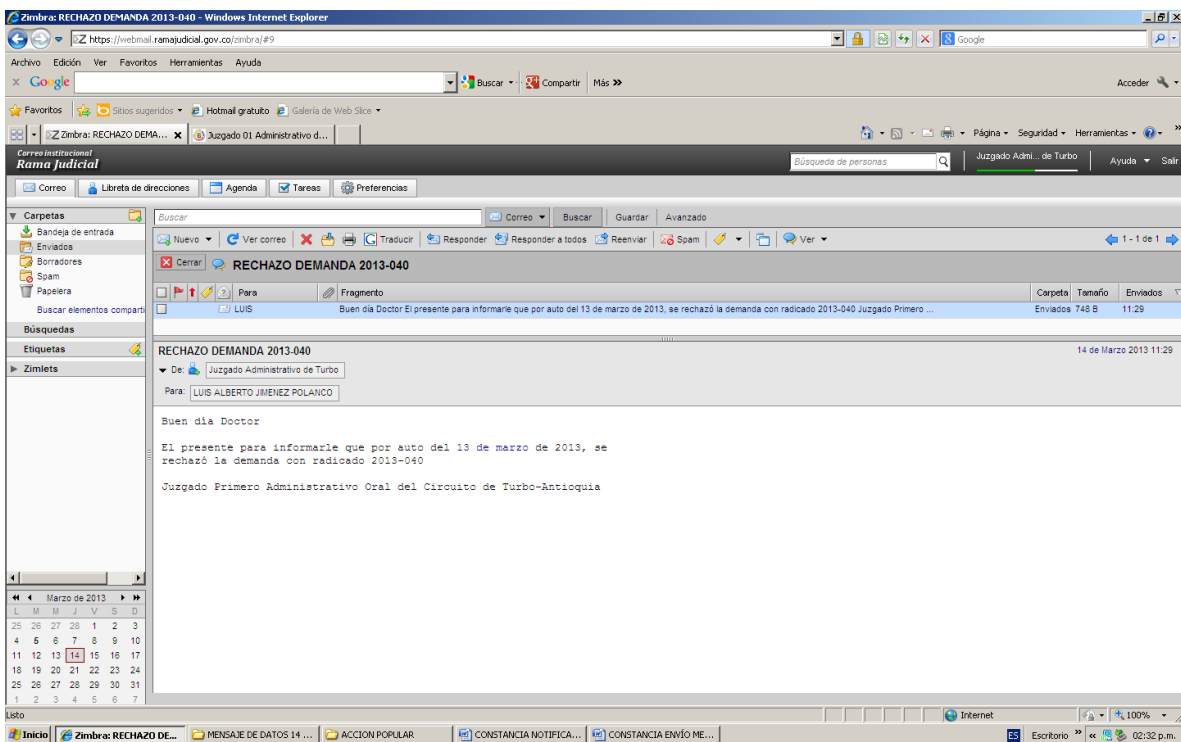 Zimbra: RECHAZO DEMANDA 2013-040 - Windows Internet Explorer
https://webmail.ramajudicial.gov.co/zimbra/#9
Google
Archivo Edición Ver Favoritos Herramientas Ayuda
x Google Buscar Compartir Más >> Acceder
Favoritos Sitios sugeridos Hotmail gratuito Galería de Web Slice
Zimbra: RECHAZO DEMA... x Juzgado 01 Administrativo d... Página Seguridad Herramientas
Correo institucional
Rama Judicial
Búsqueda de personas Juzgado Admi... de Turbo Ayuda Salir
Correo Libreta de direcciones Agenda Tareas Preferencias
Carpetas
Bandeja de entrada
Enviados
Borradores
Spam
Papelera
Buscar elementos comparti
Búsquedas
Etiquetas
Zimlets
Buscar Correo Buscar Guardar Avanzado
Nuevo Ver correo Traducir Responder Responder a todos Reenviar Spam Ver 1 - 1 de 1
Cerrar RECHAZO DEMANDA 2013-040
Para Fragmento Carpeta Tamaño Enviados
LUIS Buen día Doctor El presente para informarle que por auto del 13 de marzo de 2013, se rechazó la demanda con radicado 2013-040 Juzgado Primero ... Enviados 748 B 11:29
RECHAZO DEMANDA 2013-040 14 de Marzo 2013 11:29
De: Juzgado Administrativo de Turbo
Para: LUIS ALBERTO JIMENEZ POLANCO
Buen día Doctor
El presente para informarle que por auto del 13 de marzo de 2013, se
rechazó la demanda con radicado 2013-040
Juzgado Primero Administrativo Oral del Circuito de Turbo-Antioquia
Marzo de 2013
L M M J V S D
25 26 27 28 1 2 3
4 5 6 7 8 9 10
11 12 13 14 15 16 17
18 19 20 21 22 23 24
25 26 27 28 29 30 31
1 2 3 4 5 6 7
Listo Internet 100%
Inicio Zimbra: RECHAZO DE... MENSAJE DE DATOS 14 ... ACCION POPULAR CONSTANCIA NOTIFICA... CONSTANCIA ENVÍO ME... ES Escritorio 02:32 p.m.